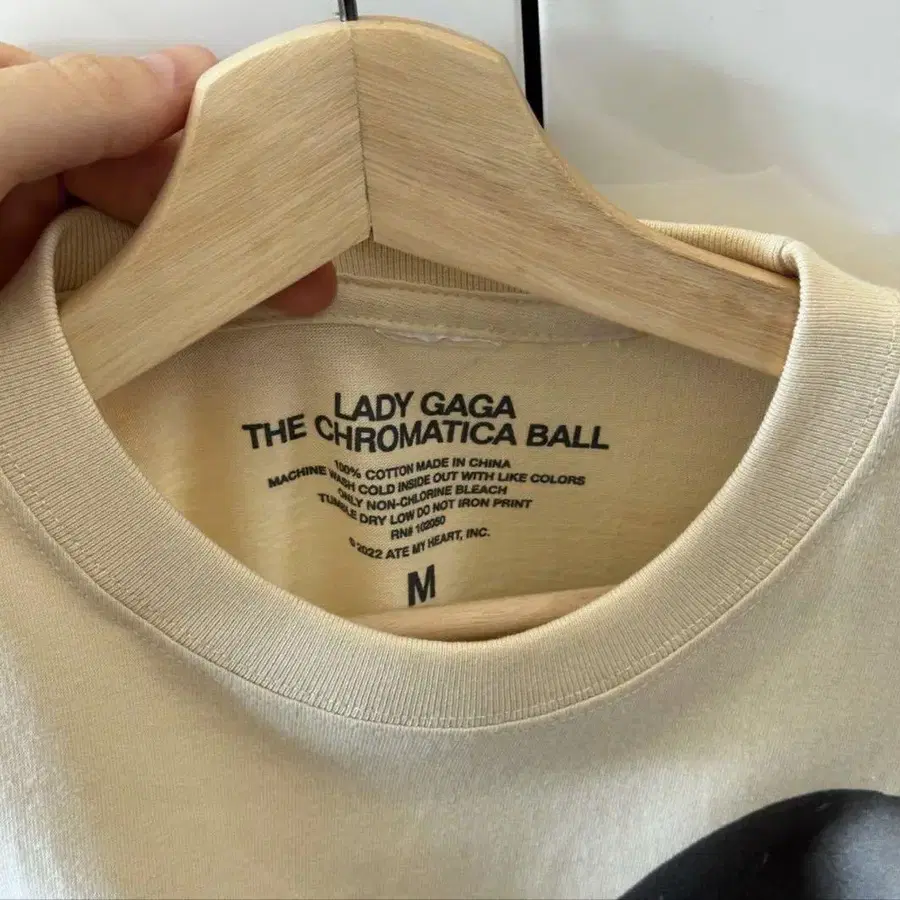 LADY GAGA
THE CHROMATICA BALL
100% COTTON MADE IN CHINA
MACHINE WASH COLD INSIDE OUT WITH LIKE COLORS
ONLY NON-CHLORINE BLEACH
TUMBLE DRY LOW DO NOT IRON PRINT
RN# 102050
© 2022 ATE MY HEART, INC.
M